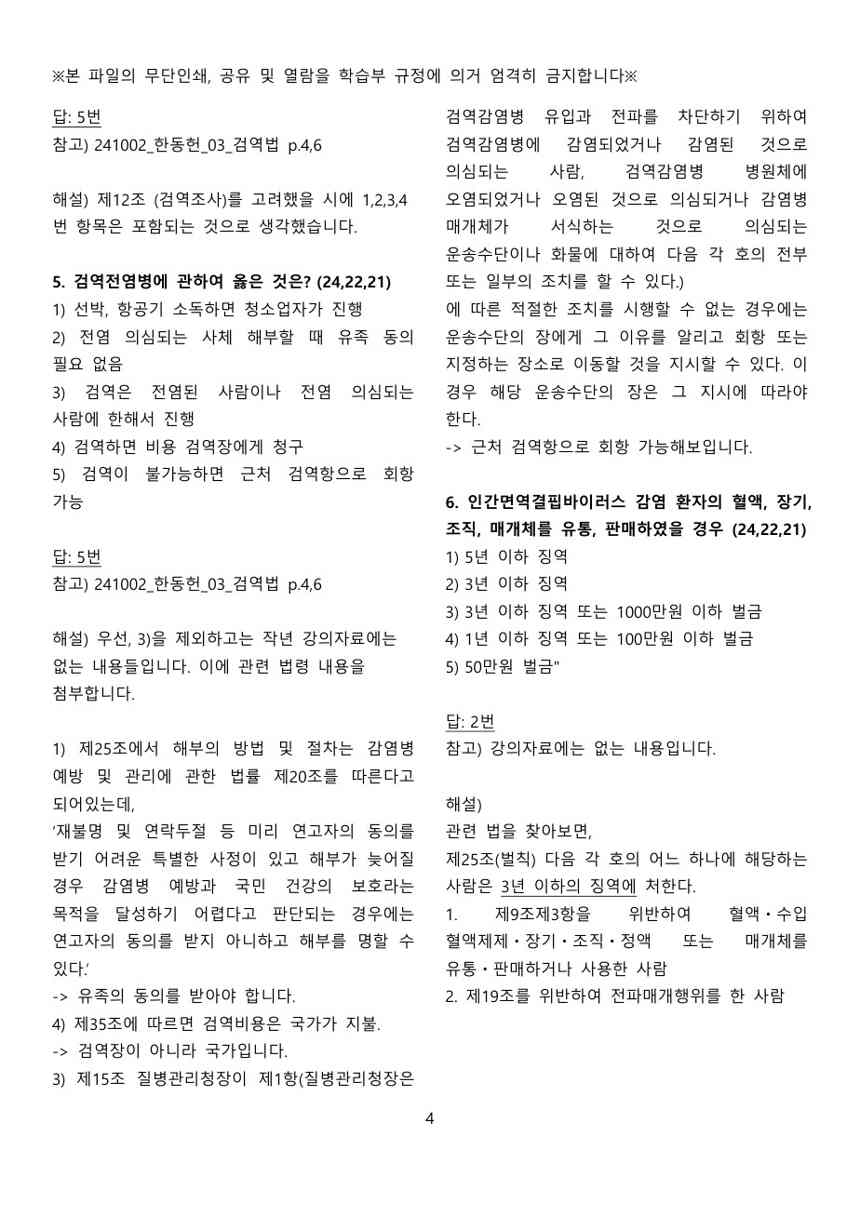 ※본 파일의 무단인쇄, 공유 및 열람을 학습부 규정에 의거 엄격히 금지합니다※
답: 5번
참고) 241002_한동헌_03_검역법 p.4,6
해설) 제12조 (검역조사)를 고려했을 시에 1,2,3,4
번 항목은 포함되는 것으로 생각했습니다.
5. 검역전염병에 관하여 옳은 것은? (24,22,21)
1) 선박, 항공기 소독하면 청소업자가 진행
2) 전염 의심되는 사체 해부할 때 유족 동의
필요 없음
3) 검역은 전염된 사람이나 전염 의심되는
사람에 한해서 진행
4) 검역하면 비용 검역장에게 청구
5) 검역이 불가능하면 근처 검역항으로 회항
가능
답: 5번
참고) 241002_한동헌_03_검역법 p.4,6
해설) 우선, 3)을 제외하고는 작년 강의자료에는
없는 내용들입니다. 이에 관련 법령 내용을
첨부합니다.
1) 제25조에서 해부의 방법 및 절차는 감염병
예방 및 관리에 관한 법률 제20조를 따른다고
되어있는데,
‘재불명 및 연락두절 등 미리 연고자의 동의를
받기 어려운 특별한 사정이 있고 해부가 늦어질
경우 감염병 예방과 국민 건강의 보호라는
목적을 달성하기 어렵다고 판단되는 경우에는
연고자의 동의를 받지 아니하고 해부를 명할 수
있다.’
-> 유족의 동의를 받아야 합니다.
4) 제35조에 따르면 검역비용은 국가가 지불.
-> 검역장이 아니라 국가입니다.
3) 제15조 질병관리청장이 제1항(질병관리청장은
검역감염병 유입과 전파를 차단하기 위하여
검역감염병에 감염되었거나 감염된 것으로
의심되는 사람, 검역감염병 병원체에
오염되었거나 오염된 것으로 의심되거나 감염병
매개체가 서식하는 것으로 의심되는
운송수단이나 화물에 대하여 다음 각 호의 전부
또는 일부의 조치를 할 수 있다.)
에 따른 적절한 조치를 시행할 수 없는 경우에는
운송수단의 장에게 그 이유를 알리고 회항 또는
지정하는 장소로 이동할 것을 지시할 수 있다. 이
경우 해당 운송수단의 장은 그 지시에 따라야
한다.
-> 근처 검역항으로 회항 가능해보입니다.
6. 인간면역결핍바이러스 감염 환자의 혈액, 장기,
조직, 매개체를 유통, 판매하였을 경우 (24,22,21)
1) 5년 이하 징역
2) 3년 이하 징역
3) 3년 이하 징역 또는 1000만원 이하 벌금
4) 1년 이하 징역 또는 100만원 이하 벌금
5) 50만원 벌금"
답: 2번
참고) 강의자료에는 없는 내용입니다.
해설)
관련 법을 찾아보면,
제25조(벌칙) 다음 각 호의 어느 하나에 해당하는
사람은 3년 이하의 징역에 처한다.
1. 제9조제3항을 위반하여 혈액・수입
혈액제제・장기・조직・정액 또는 매개체를
유통・판매하거나 사용한 사람
2. 제19조를 위반하여 전파매개행위를 한 사람
4